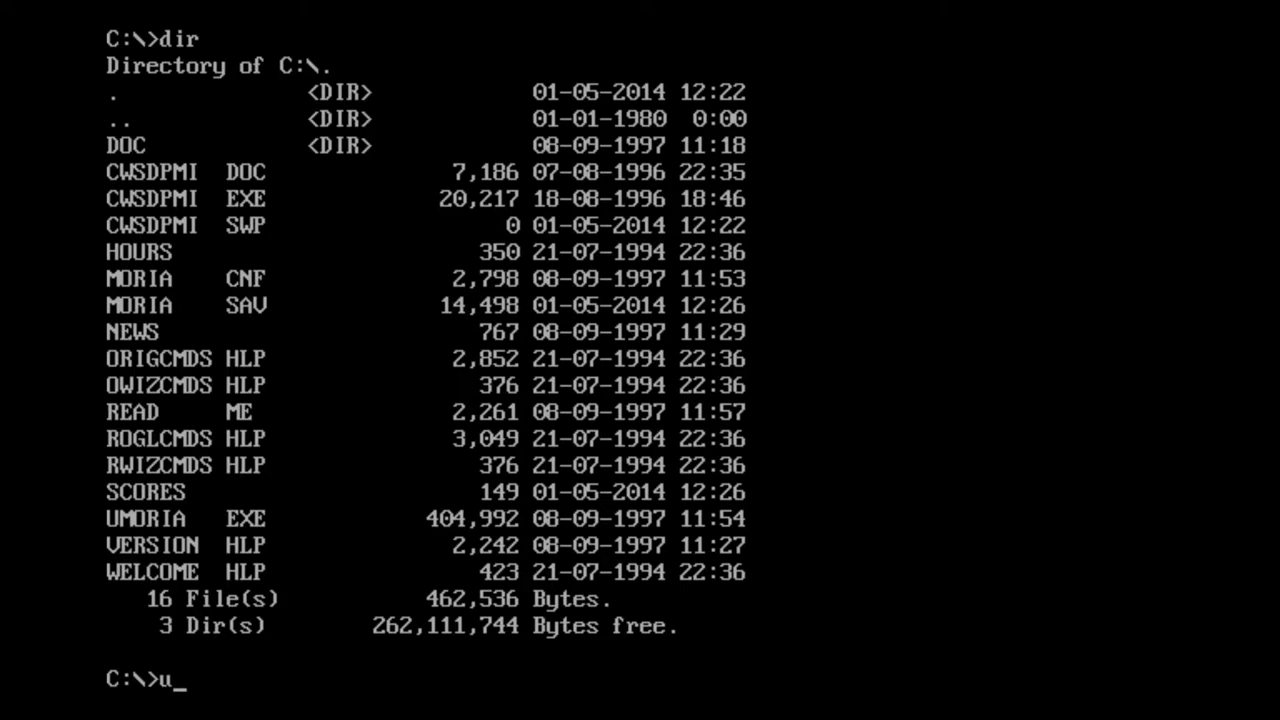 C:\>dir
Directory of C:\.
. <DIR> 01-05-2014 12:22
.. <DIR> 01-01-1980 0:00
DOC <DIR> 08-09-1997 11:18
CWSDPMI DOC 7,186 07-08-1996 22:35
CWSDPMI EXE 20,217 18-08-1996 18:46
CWSDPMI SWP 0 01-05-2014 12:22
HOURS 350 21-07-1994 22:36
MORIA CNF 2,798 08-09-1997 11:53
MORIA SAV 14,498 01-05-2014 12:26
NEWS 767 08-09-1997 11:29
ORIGCMDS HLP 2,852 21-07-1994 22:36
OWIZCMDS HLP 376 21-07-1994 22:36
READ ME 2,261 08-09-1997 11:57
ROGLCMDS HLP 3,049 21-07-1994 22:36
RWIZCMDS HLP 376 21-07-1994 22:36
SCORES 149 01-05-2014 12:26
UMORIA EXE 404,992 08-09-1997 11:54
VERSION HLP 2,242 08-09-1997 11:27
WELCOME HLP 423 21-07-1994 22:36
16 File(s) 462,536 Bytes.
3 Dir(s) 262,111,744 Bytes free.
C:\>u_